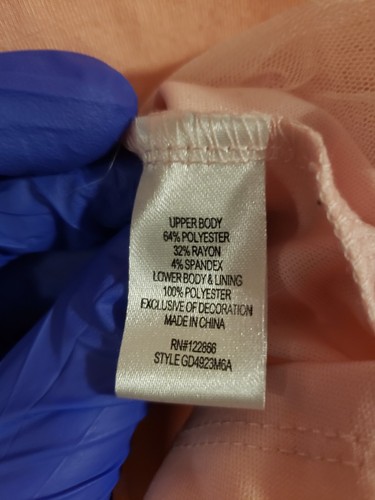 UPPER BODY
64% POLYESTER
32% RAYON
4% SPANDEX
LOWER BODY & LINING
100% POLYESTER
EXCLUSIVE OF DECORATION
MADE IN CHINA
RN#122866
STYLE GD4923M6A